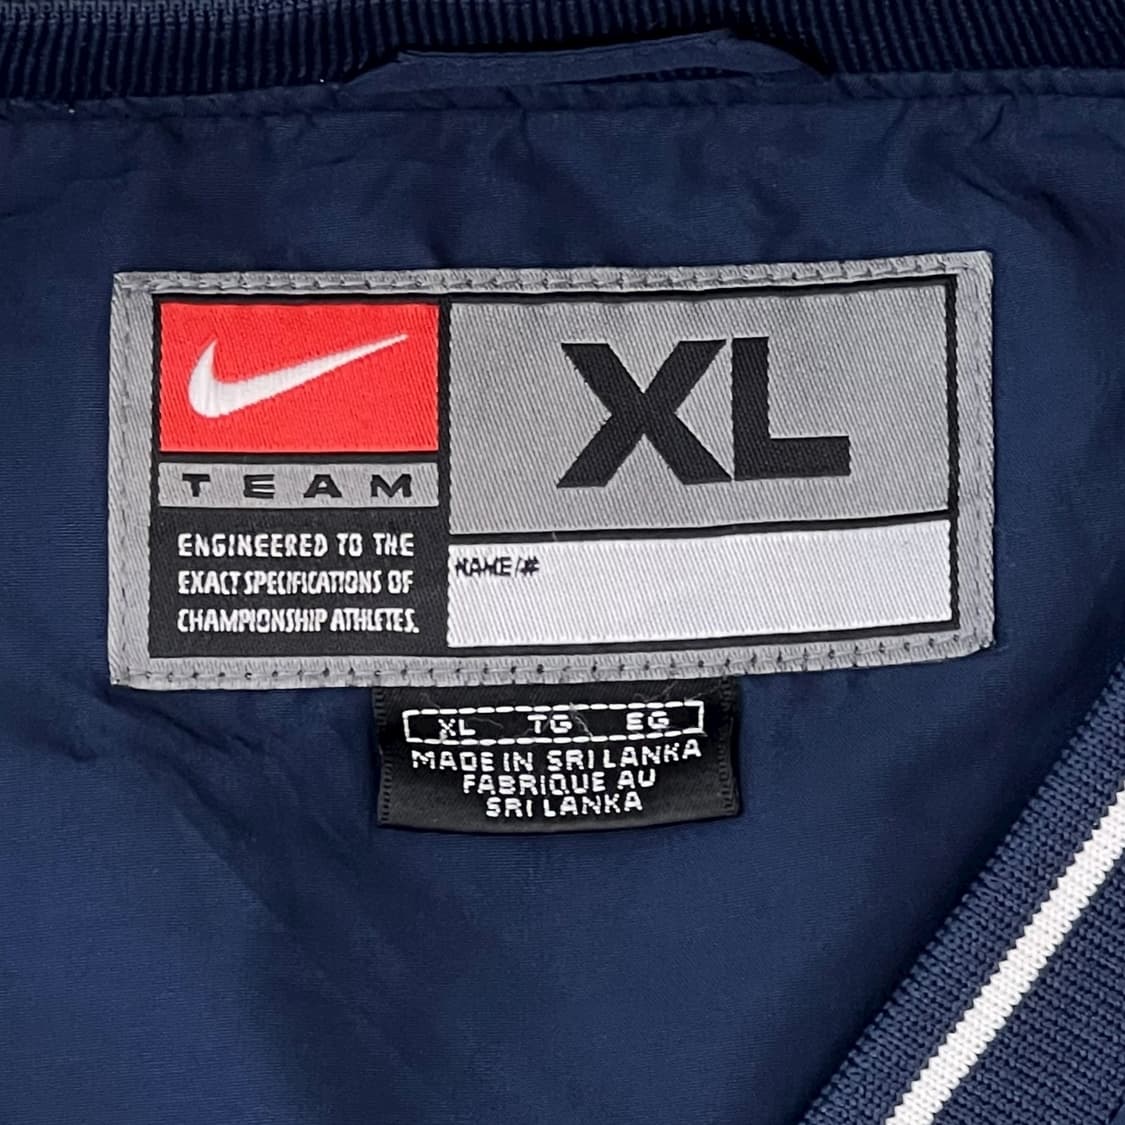 XL
TEAM
ENGINEERED TO THE
EXACT SPECIFICATIONS OF
CHAMPIONSHIP ATHLETES.
NAME/#
XL TG EG
MADE IN SRI LANKA
FABRIQUE AU
SRI LANKA